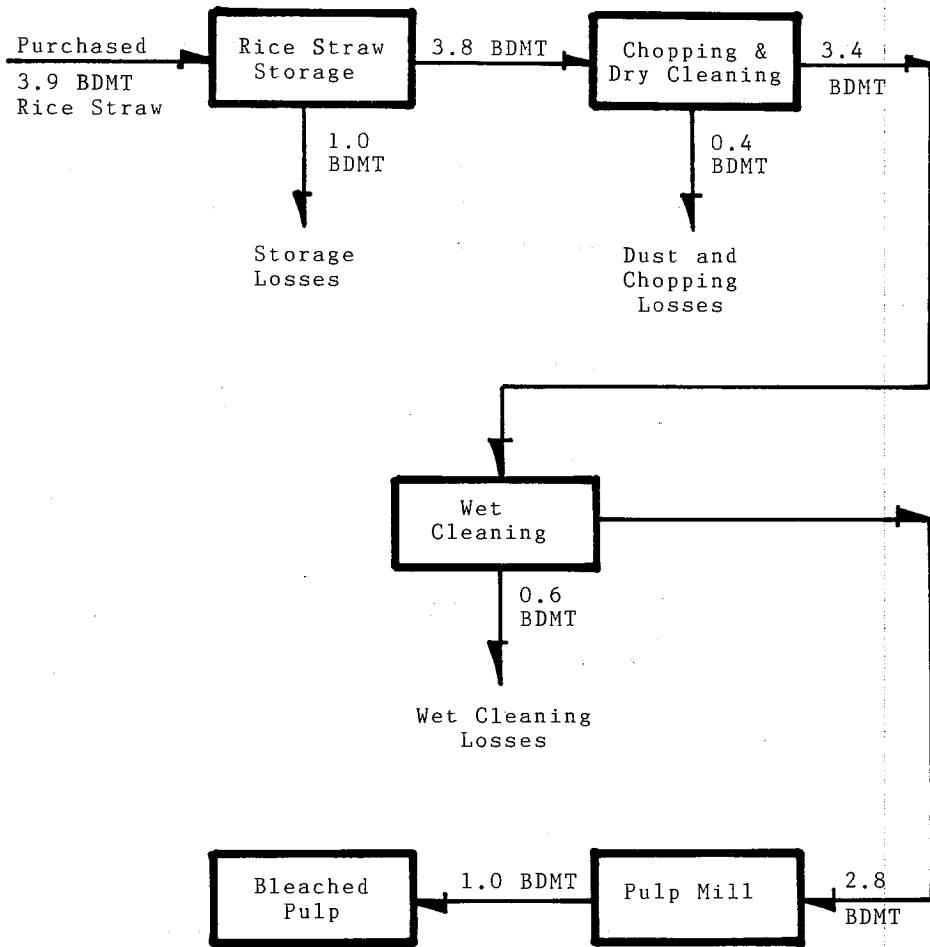 Purchased
3.9 BDMT
Rice Straw
Rice Straw
Storage
3.8 BDMT
Chopping &
Dry Cleaning
3.4
BDMT
1.0
BDMT
0.4
BDMT
Storage
Losses
Dust and
Chopping
Losses
Wet
Cleaning
0.6
BDMT
Wet Cleaning
Losses
Bleached
Pulp
1.0 BDMT
Pulp Mill
2.8
BDMT